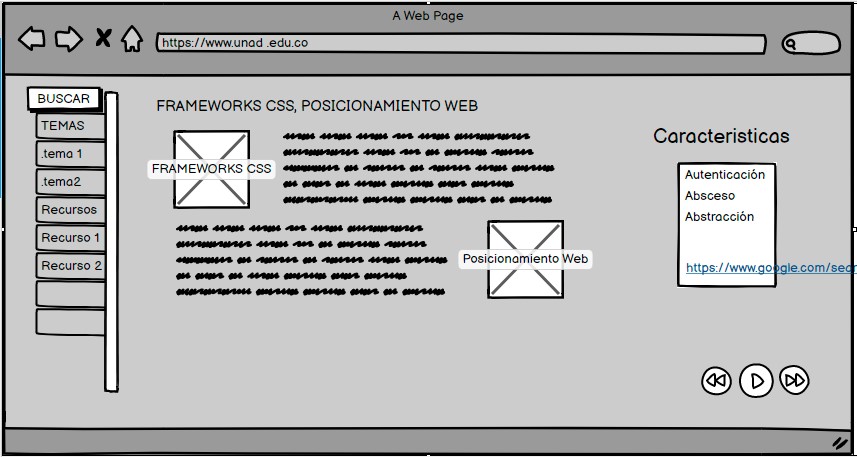 A Web Page
https://www.unad .edu.co
BUSCAR
TEMAS
.tema 1
.tema2
Recursos
Recurso 1
Recurso 2
FRAMEWORKS CSS, POSICIONAMIENTO WEB
FRAMEWORKS CSS
Posicionamiento Web
Caracteristicas
Autenticación
Absceso
Abstracción
https://www.google.com/sear